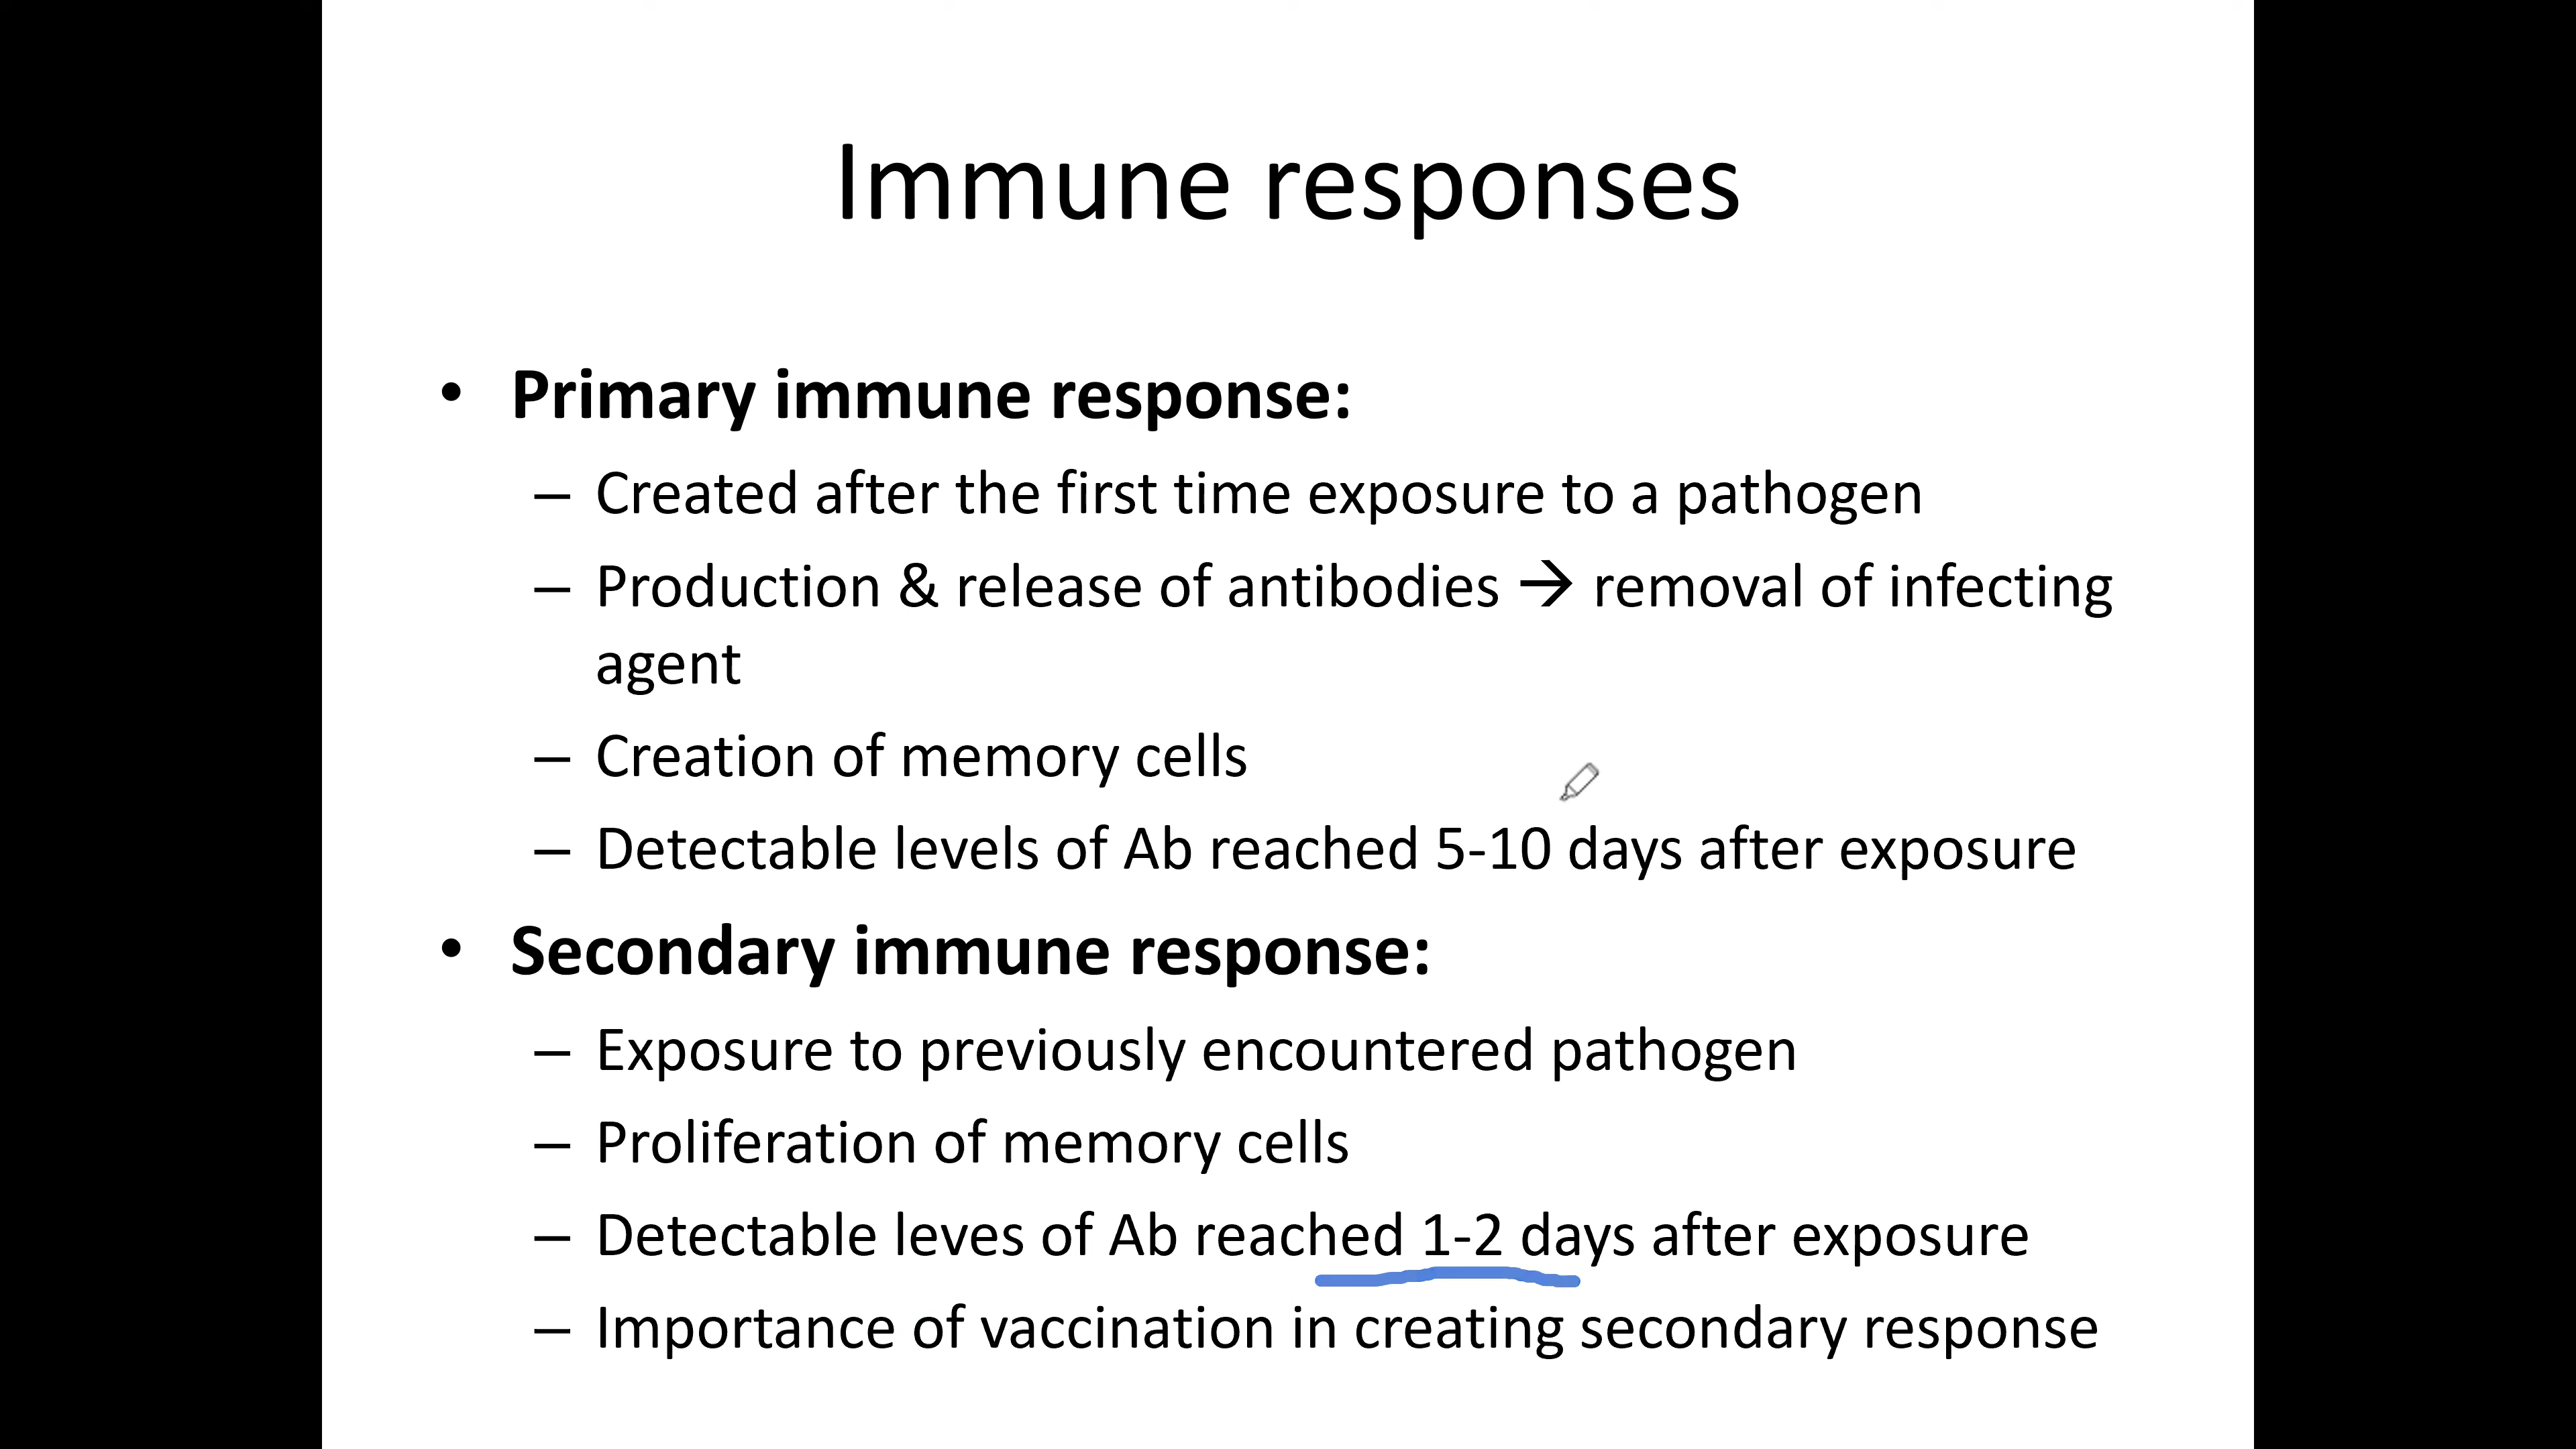 Immune responses
• Primary immune response:
– Created after the first time exposure to a pathogen
– Production & release of antibodies → removal of infecting
agent
– Creation of memory cells
– Detectable levels of Ab reached 5-10 days after exposure
• Secondary immune response:
– Exposure to previously encountered pathogen
– Proliferation of memory cells
– Detectable leves of Ab reached 1-2 days after exposure
– Importance of vaccination in creating secondary response